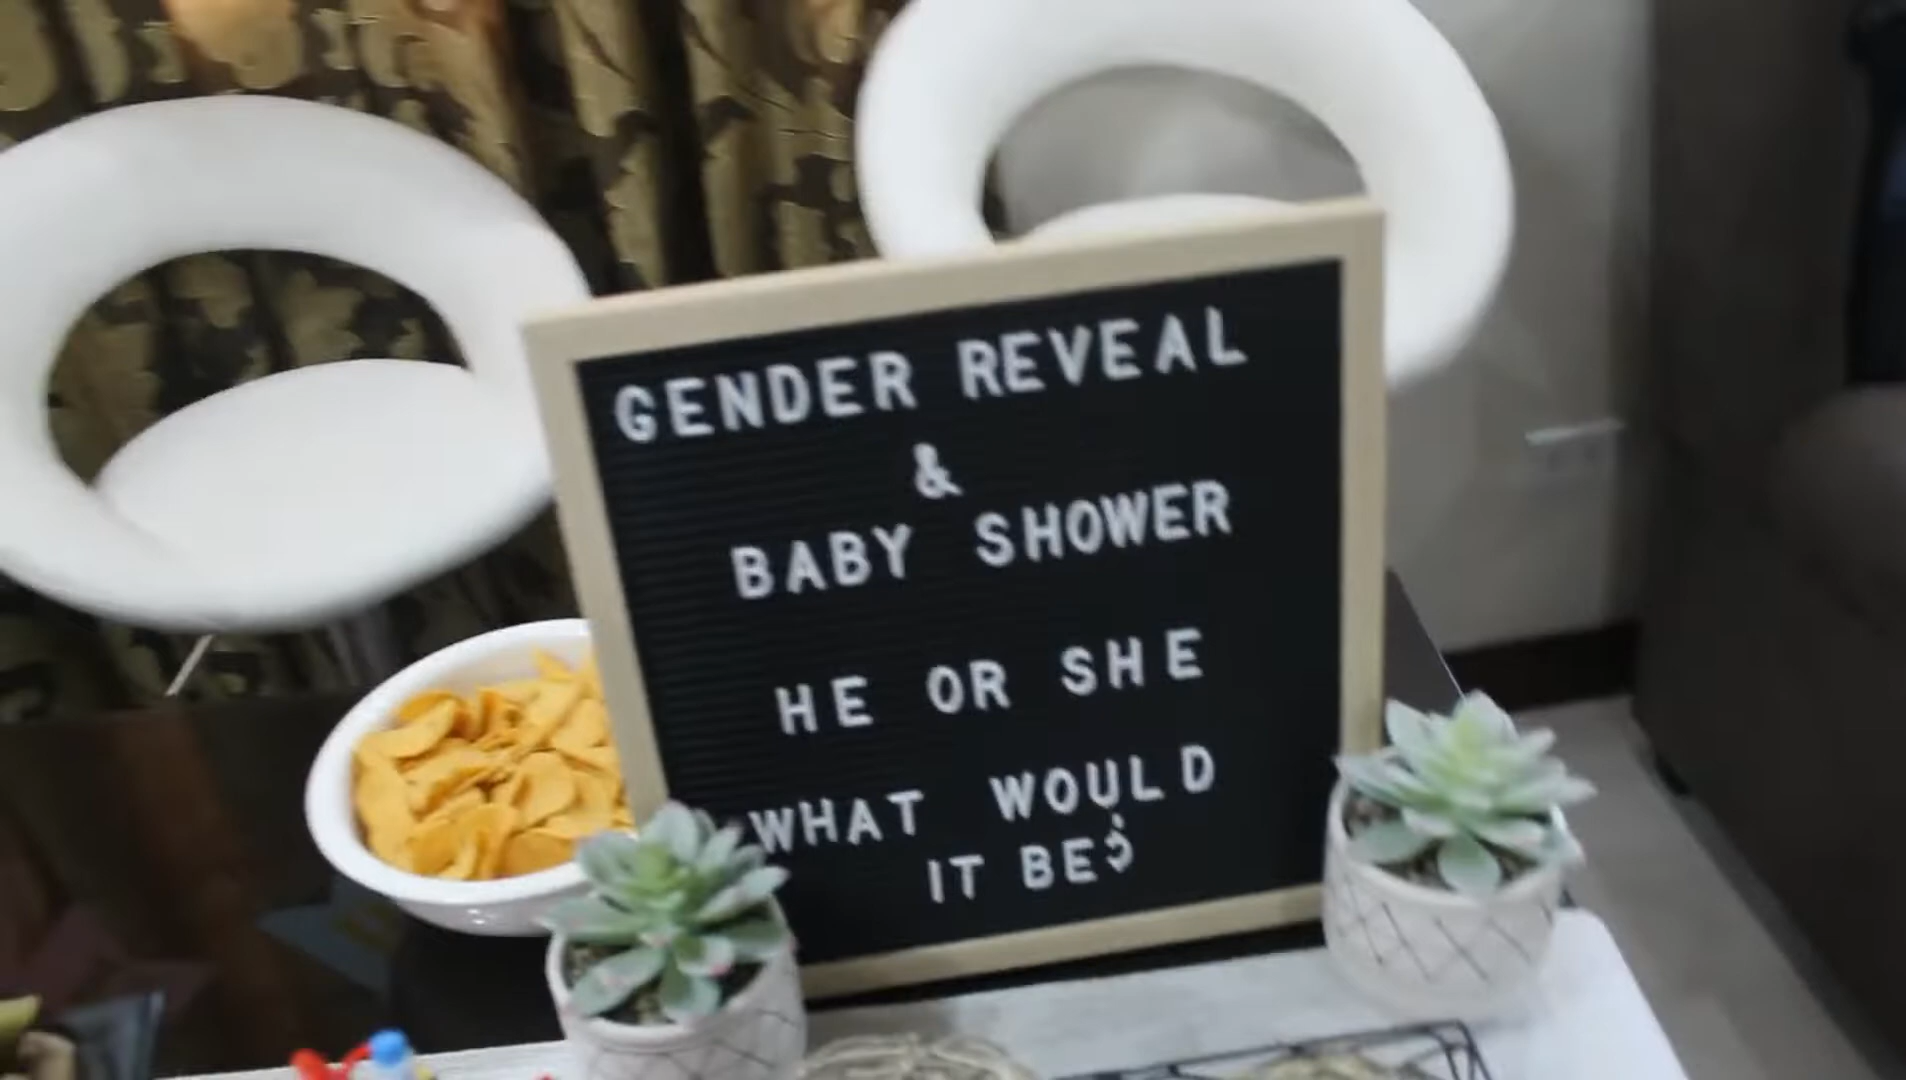 GENDER REVEAL
&
BABY SHOWER
HE OR SHE
WHAT WOULD
IT BE?